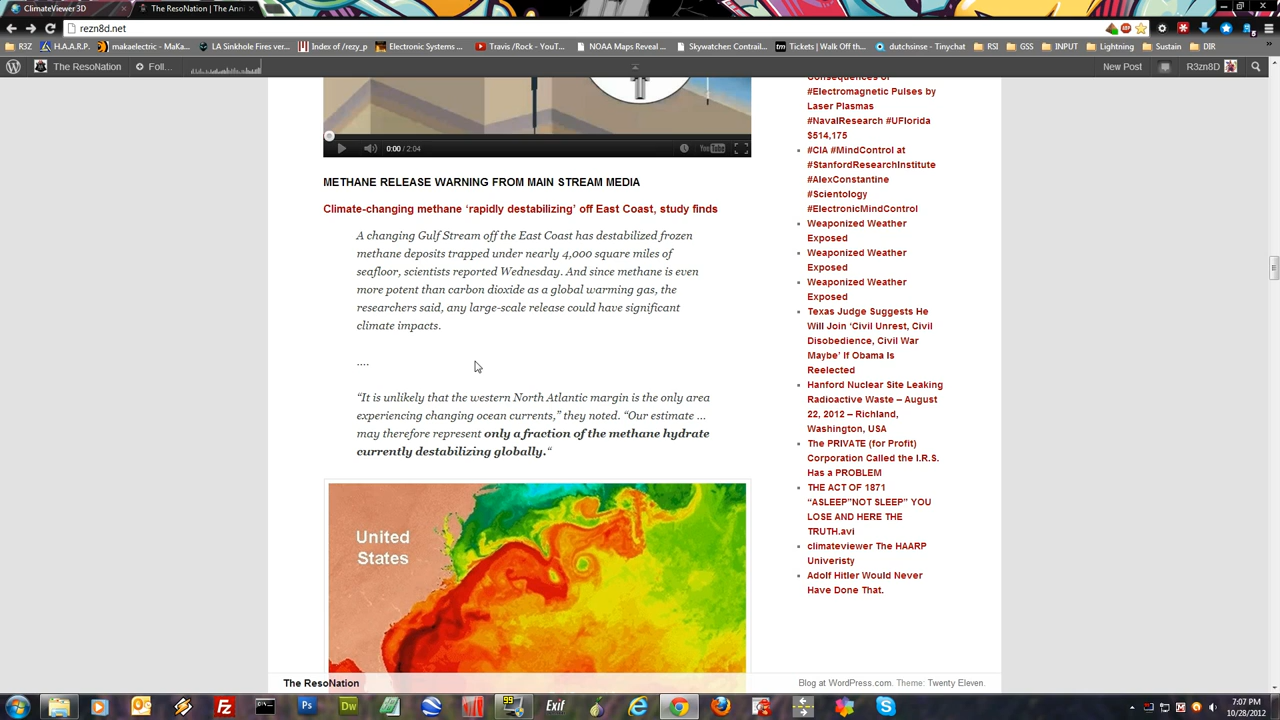 ClimateViewer3D
The ResoNation | The Anni
rezn8d.net
R3Z
H.A.A.R.P.
makaelectric - MaKa...
LA Sinkhole Fires ver...
Index of /rezy_p
Electronic Systems ...
Travis /Rock - YouT...
NOAA Maps Reveal ...
Skywatcher: Contrail...
Tickets | Walk Off th...
dutchsinse - Tinychat
RSI
GSS
INPUT
Lightning
Sustain
DIR
The ResoNation
Foll...
New Post
R3zn8D
0:00 / 2:04
YouTube
METHANE RELEASE WARNING FROM MAIN STREAM MEDIA
Climate-changing methane ‘rapidly destabilizing’ off East Coast, study finds
A changing Gulf Stream off the East Coast has destabilized frozen
methane deposits trapped under nearly 4,000 square miles of
seafloor, scientists reported Wednesday. And since methane is even
more potent than carbon dioxide as a global warming gas, the
researchers said, any large-scale release could have significant
climate impacts.
....
“It is unlikely that the western North Atlantic margin is the only area
experiencing changing ocean currents,” they noted. “Our estimate ...
may therefore represent only a fraction of the methane hydrate
currently destabilizing globally.“
United
States
Consequences of
#Electromagnetic Pulses by
Laser Plasmas
#NavalResearch #UFlorida
$514,175
#CIA #MindControl at
#StanfordResearchInstitute
#AlexConstantine
#Scientology
#ElectronicMindControl
Weaponized Weather
Exposed
Weaponized Weather
Exposed
Weaponized Weather
Exposed
Texas Judge Suggests He
Will Join ‘Civil Unrest, Civil
Disobedience, Civil War
Maybe’ If Obama Is
Reelected
Hanford Nuclear Site Leaking
Radioactive Waste – August
22, 2012 – Richland,
Washington, USA
The PRIVATE (for Profit)
Corporation Called the I.R.S.
Has a PROBLEM
THE ACT OF 1871
“ASLEEP”NOT SLEEP” YOU
LOSE AND HERE THE
TRUTH.avi
climateviewer The HAARP
Univeristy
Adolf Hitler Would Never
Have Done That.
The ResoNation
Blog at WordPress.com. Theme: Twenty Eleven.
Ps
Dw
99
Exif
7:07 PM
10/28/2012